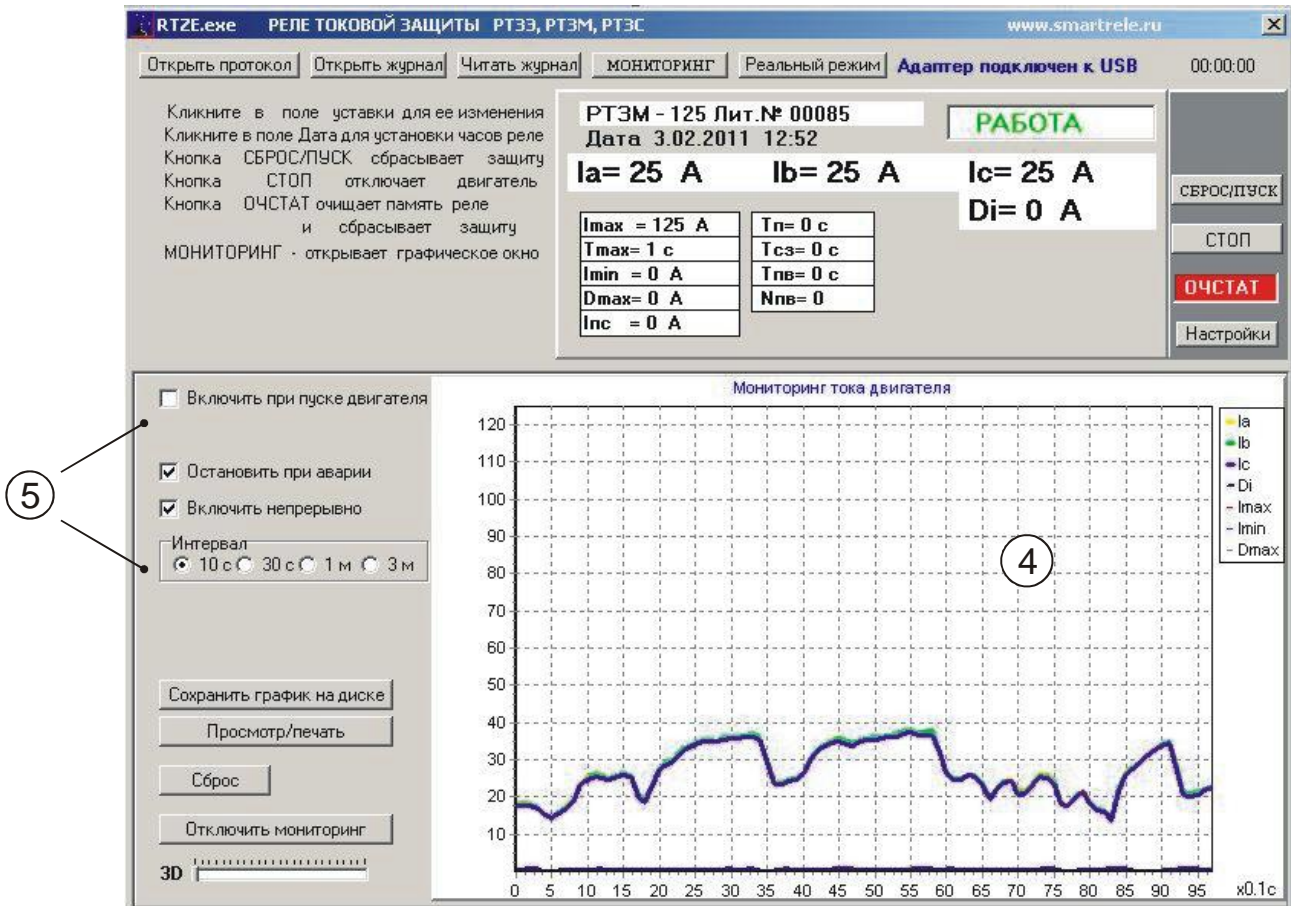 RTZE.exe РЕЛЕ ТОКОВОЙ ЗАЩИТЫ РТЗЭ, РТЗМ, РТЗС www.smartrele.ru
Открыть протокол Открыть журнал Читать журнал МОНИТОРИНГ Реальный режим Адаптер подключен к USB 00:00:00
Кликните в поле уставки для ее изменения
Кликните в поле Дата для установки часов реле
Кнопка СБРОС/ПУСК сбрасывает защиту
Кнопка СТОП отключает двигатель
Кнопка ОЧСТАТ очищает память реле
и сбрасывает защиту
МОНИТОРИНГ - открывает графическое окно
РТЗМ - 125 Лит.№ 00085
РАБОТА
Дата 3.02.2011 12:52
Ia= 25 A Ib= 25 A Ic= 25 A
Di= 0 A
Imax = 125 A
Tmax= 1 c
Imin = 0 A
Dmax= 0 A
Iпс = 0 A
Тп= 0 с
Тсз= 0 с
Тпв= 0 с
Nпв= 0
СБРОС/ПУСК
СТОП
ОЧСТАТ
Настройки
Включить при пуске двигателя
Остановить при аварии
Включить непрерывно
Интервал
10 с 30 с 1 м 3 м
5
Сохранить график на диске
Просмотр/печать
Сброс
Отключить мониторинг
3D
Мониторинг тока двигателя
120
110
100
90
80
70
60
50
40
30
20
10
0 5 10 15 20 25 30 35 40 45 50 55 60 65 70 75 80 85 90 95 x0.1с
4
Ia
Ib
Ic
Di
Imax
Imin
Dmax